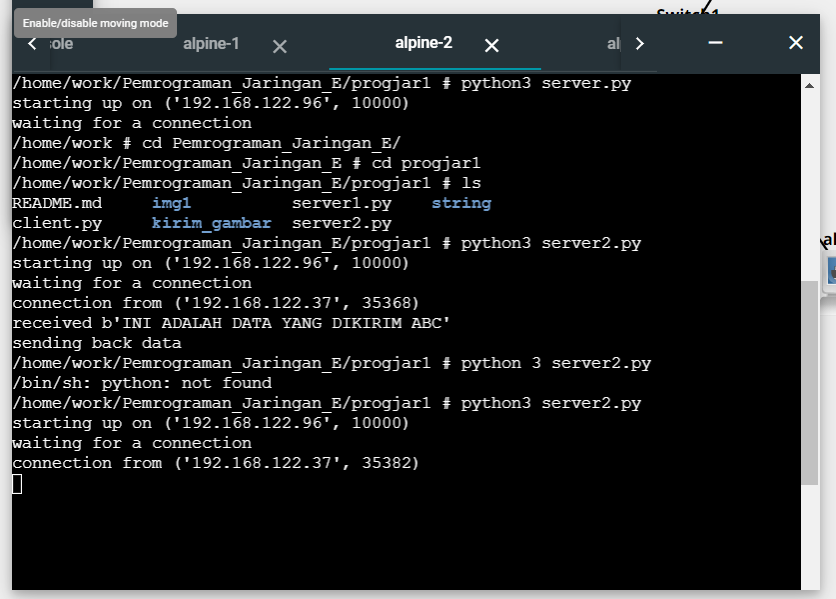 Switch1
Enable/disable moving mode
sole alpine-1 alpine-2 al
/home/work/Pemrograman_Jaringan_E/progjar1 # python3 server.py
starting up on ('192.168.122.96', 10000)
waiting for a connection
/home/work # cd Pemrograman_Jaringan_E/
/home/work/Pemrograman_Jaringan_E # cd progjar1
/home/work/Pemrograman_Jaringan_E/progjar1 # ls
README.md img1 server1.py string
client.py kirim_gambar server2.py
/home/work/Pemrograman_Jaringan_E/progjar1 # python3 server2.py
al
starting up on ('192.168.122.96', 10000)
waiting for a connection
connection from ('192.168.122.37', 35368)
received b'INI ADALAH DATA YANG DIKIRIM ABC'
sending back data
/home/work/Pemrograman_Jaringan_E/progjar1 # python 3 server2.py
/bin/sh: python: not found
/home/work/Pemrograman_Jaringan_E/progjar1 # python3 server2.py
starting up on ('192.168.122.96', 10000)
waiting for a connection
connection from ('192.168.122.37', 35382)